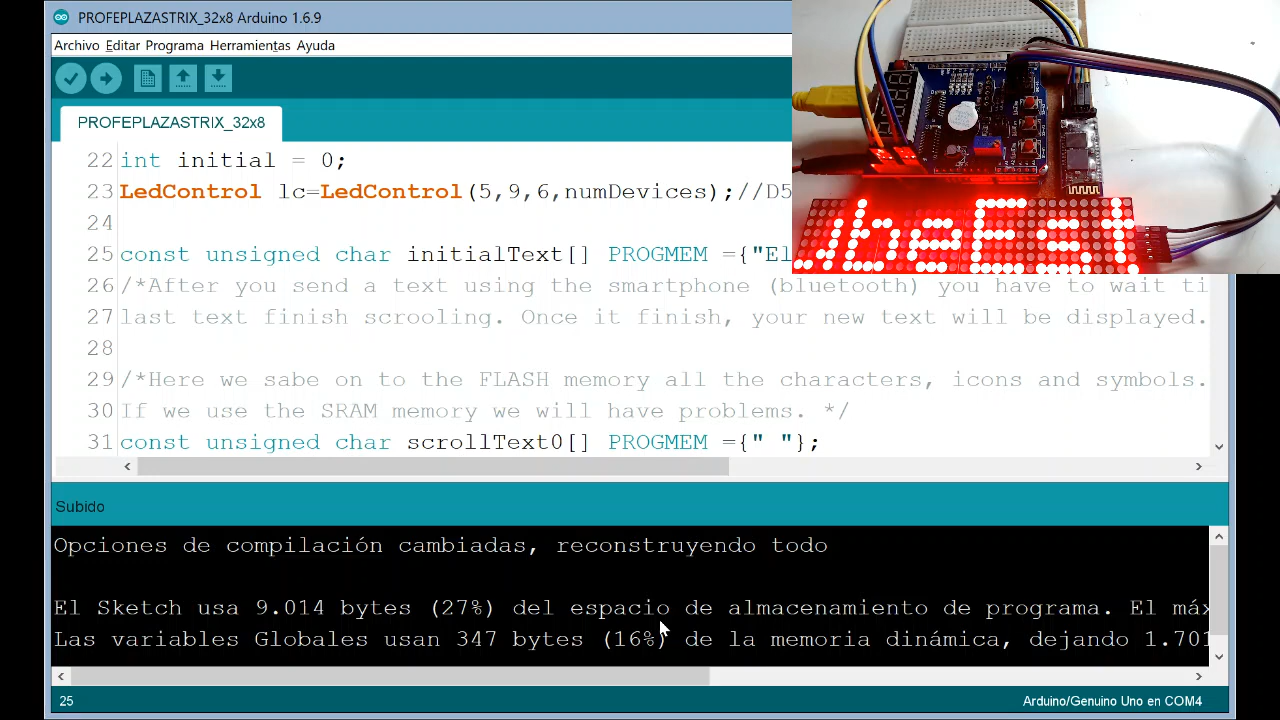 PROFEPLAZASTRIX_32x8 Arduino 1.6.9
Archivo Editar Programa Herramientas Ayuda
PROFEPLAZASTRIX_32x8
22 int initial = 0;
23 LedControl lc=LedControl(5,9,6,numDevices);//D5
24
25 const unsigned char initialText[] PROGMEM ={"El
26 /*After you send a text using the smartphone (bluetooth) you have to wait ti
27 last text finish scrooling. Once it finish, your new text will be displayed.
28
29 /*Here we sabe on to the FLASH memory all the characters, icons and symbols.
30 If we use the SRAM memory we will have problems. */
31 const unsigned char scrollText0[] PROGMEM ={" "};
Subido
Opciones de compilación cambiadas, reconstruyendo todo
El Sketch usa 9.014 bytes (27%) del espacio de almacenamiento de programa. El máx
Las variables Globales usan 347 bytes (16%) de la memoria dinámica, dejando 1.701
25
Arduino/Genuino Uno en COM4